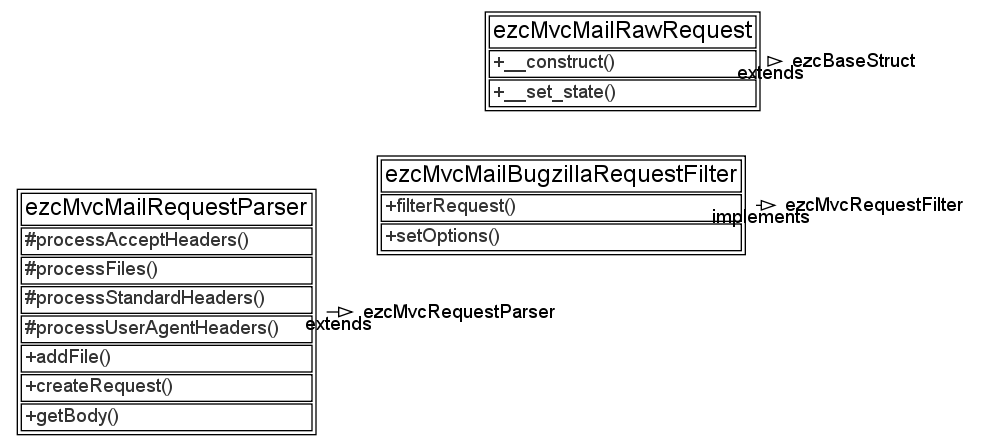 ezcMvcMailRawRequest
+__construct()
+__set_state()
extends
ezcBaseStruct
ezcMvcMailBugzillaRequestFilter
+filterRequest()
+setOptions()
implements
ezcMvcRequestFilter
ezcMvcMailRequestParser
#processAcceptHeaders()
#processFiles()
#processStandardHeaders()
#processUserAgentHeaders()
+addFile()
+createRequest()
+getBody()
extends
ezcMvcRequestParser